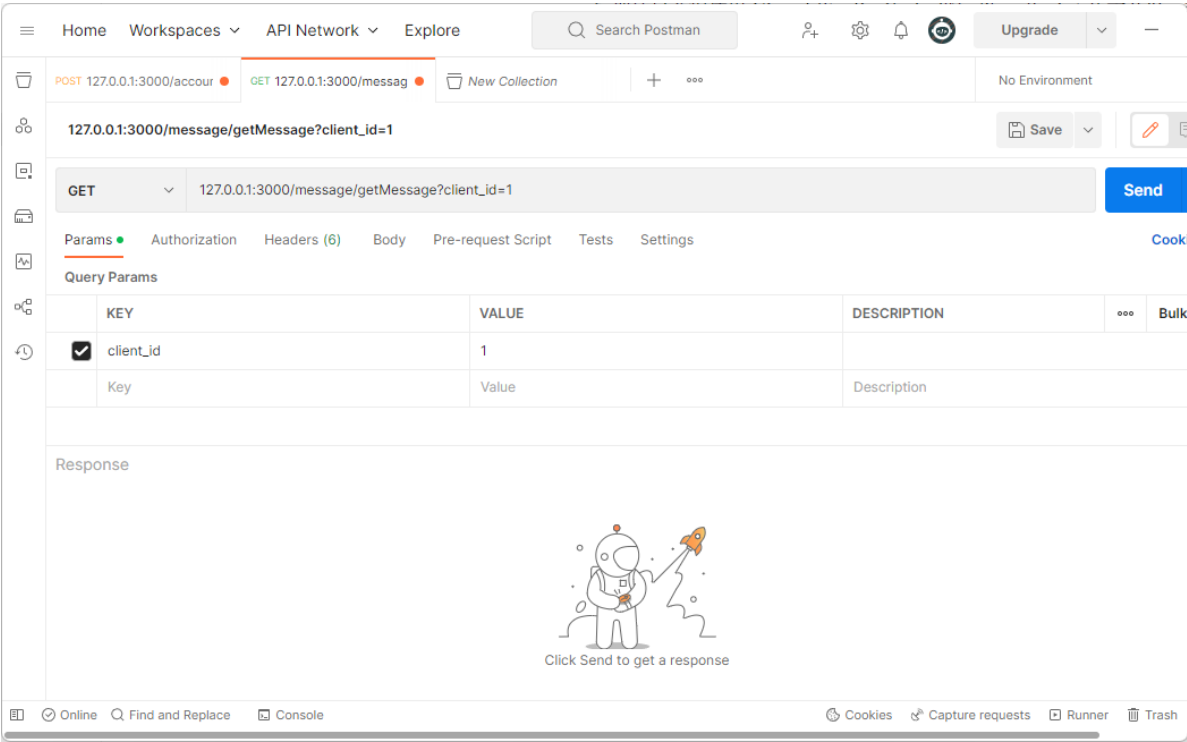 Home Workspaces API Network Explore Search Postman Upgrade
POST 127.0.0.1:3000/accour GET 127.0.0.1:3000/messag New Collection No Environment
127.0.0.1:3000/message/getMessage?client_id=1 Save
GET 127.0.0.1:3000/message/getMessage?client_id=1 Send
Params Authorization Headers (6) Body Pre-request Script Tests Settings Cooki
Query Params
KEY VALUE DESCRIPTION Bulk
client_id 1
Key Value Description
Response
Click Send to get a response
Online Find and Replace Console Cookies Capture requests Runner Trash